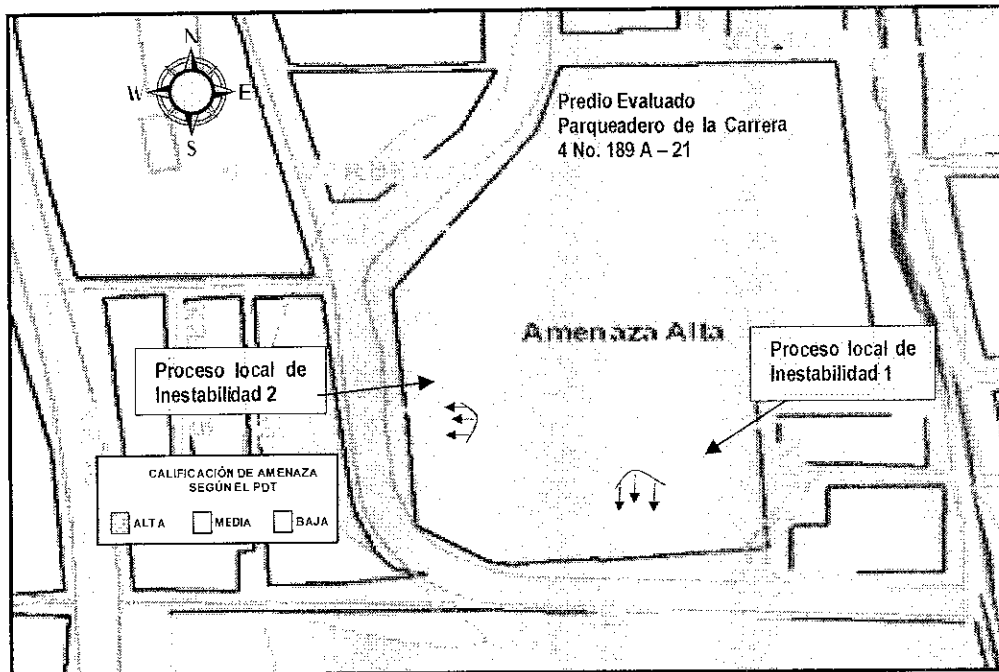 N
W E
S
Predio Evaluado
Parqueadero de la Carrera
4 No. 189 A – 21
Amenaza Alta
Proceso local de
Inestabilidad 1
Proceso local de
Inestabilidad 2
CALIFICACIÓN DE AMENAZA
SEGÚN EL PDT
ALTA MEDIA BAJA